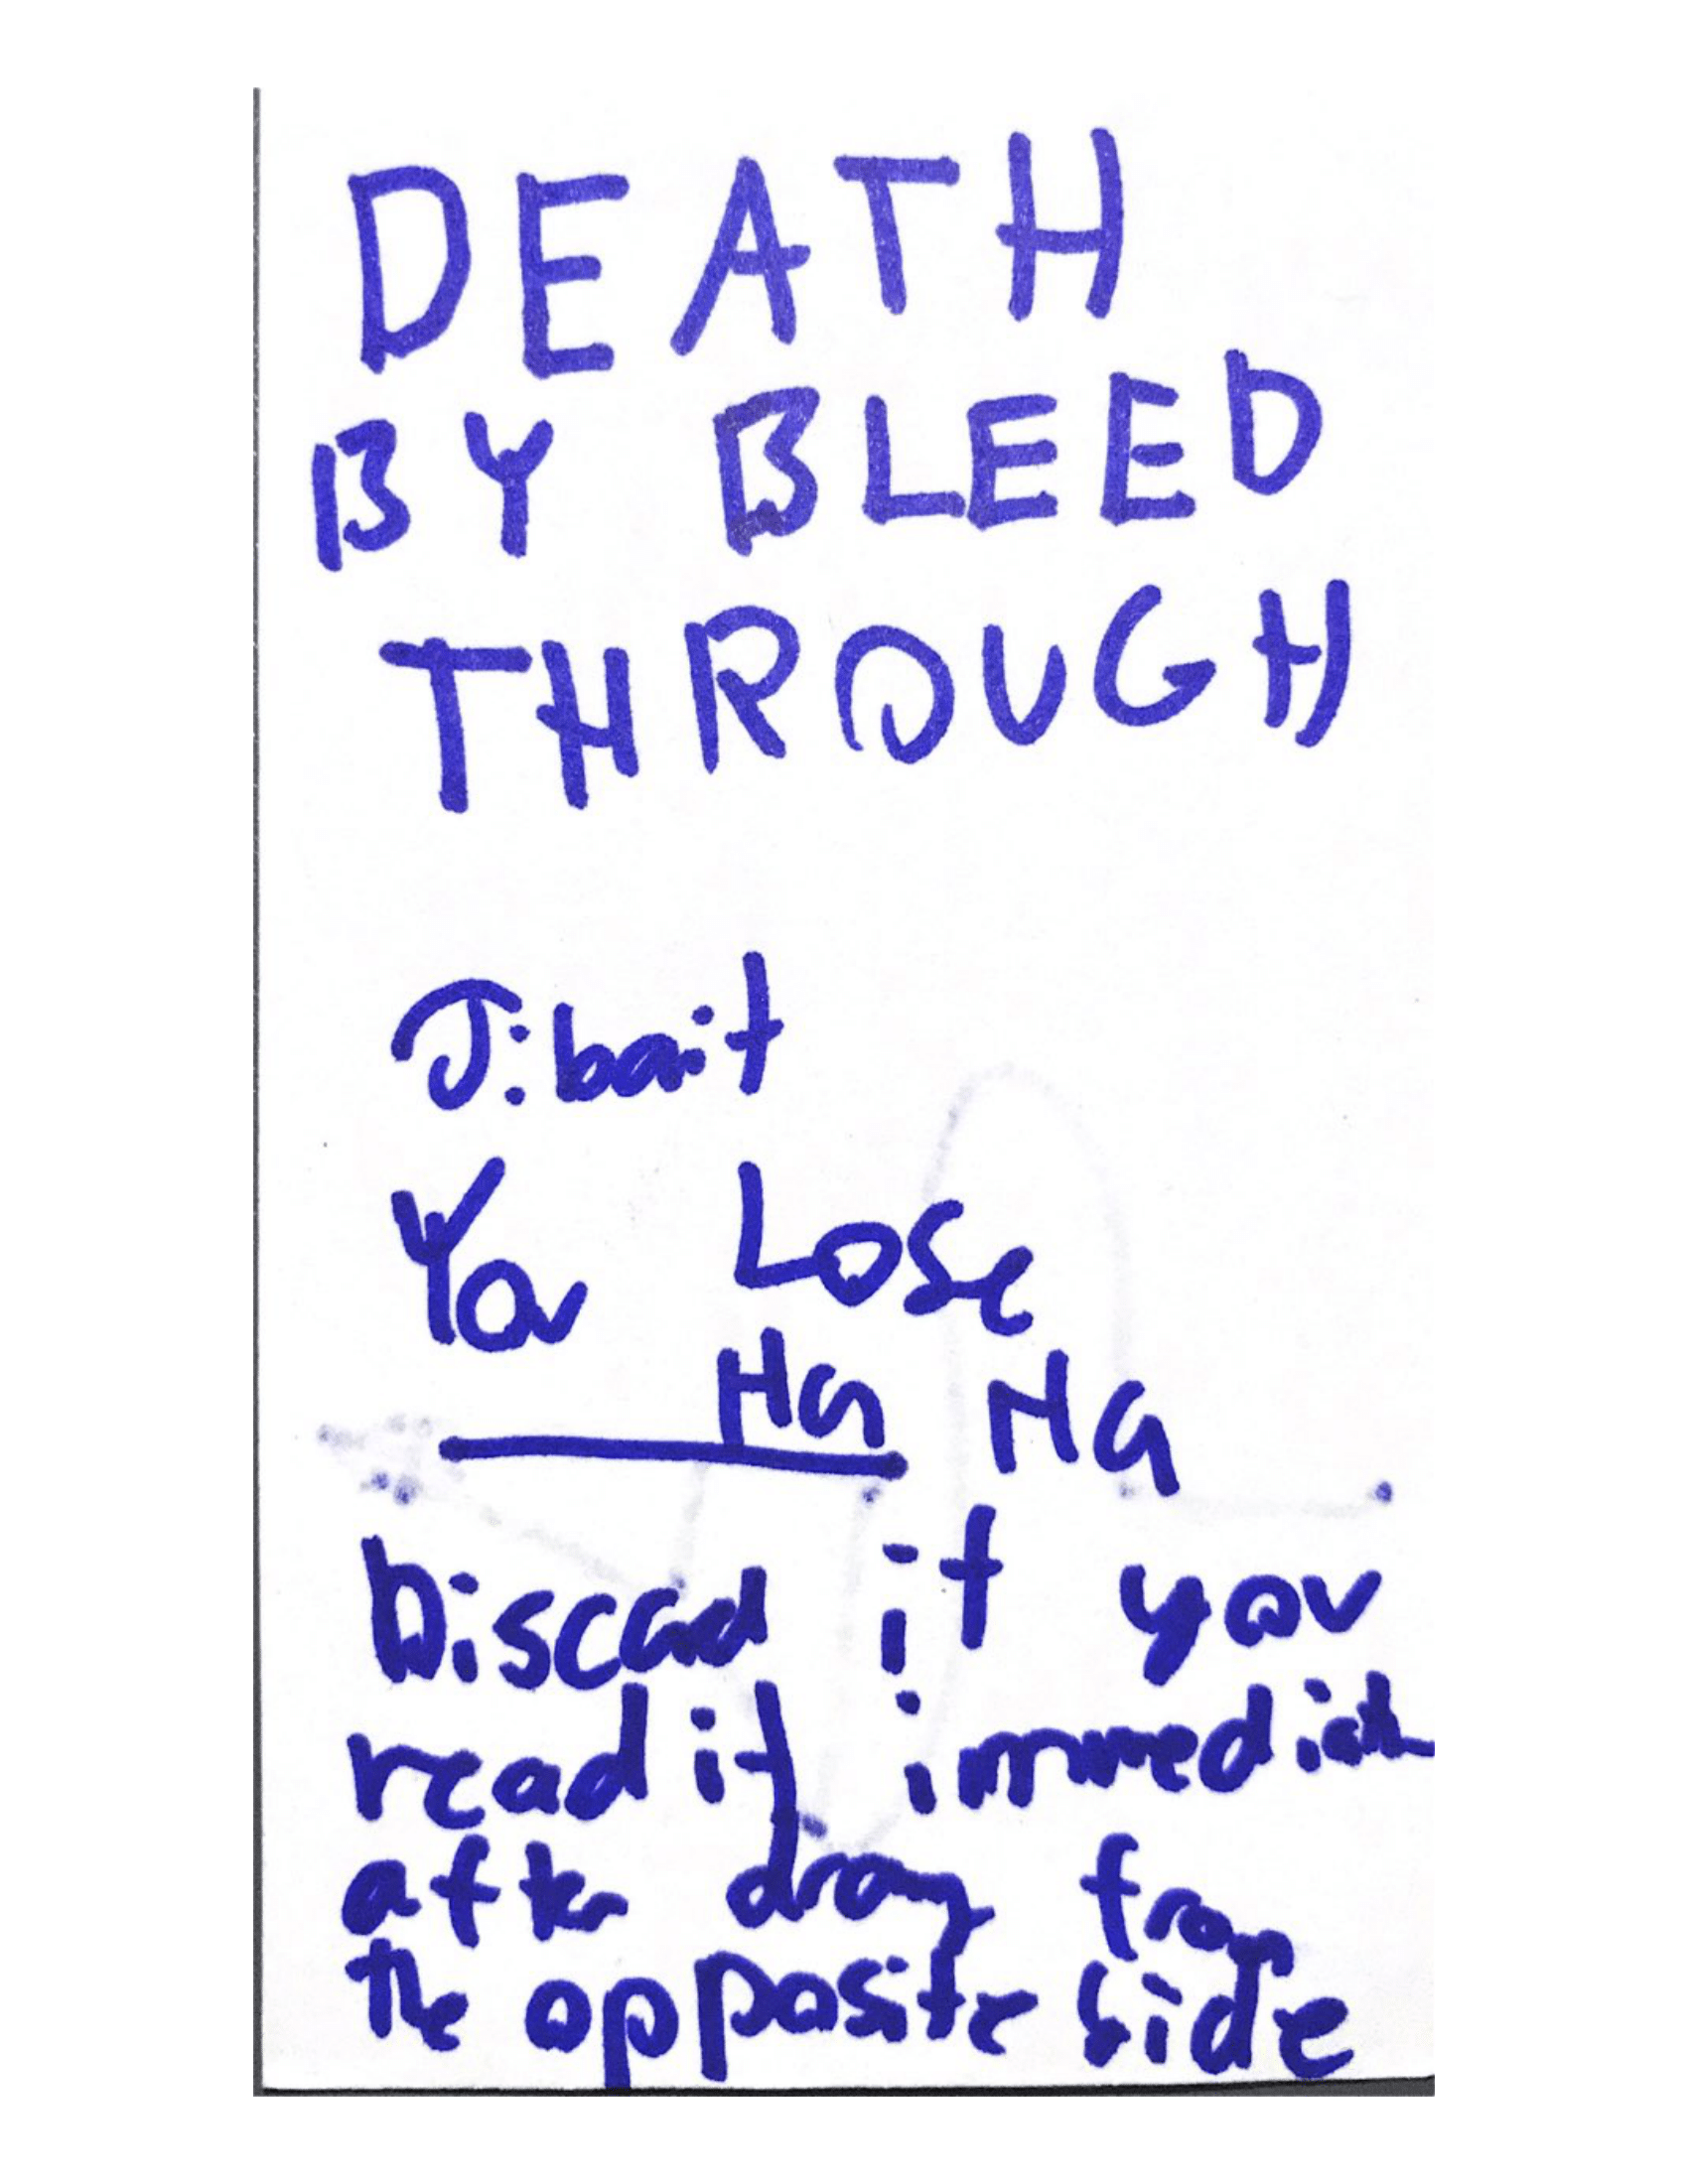 DEATH
BY BLEED
THROUGH
J: bait
You Lose
Ha HA
Discard it you
read it immediate
after draw from
the opposite side